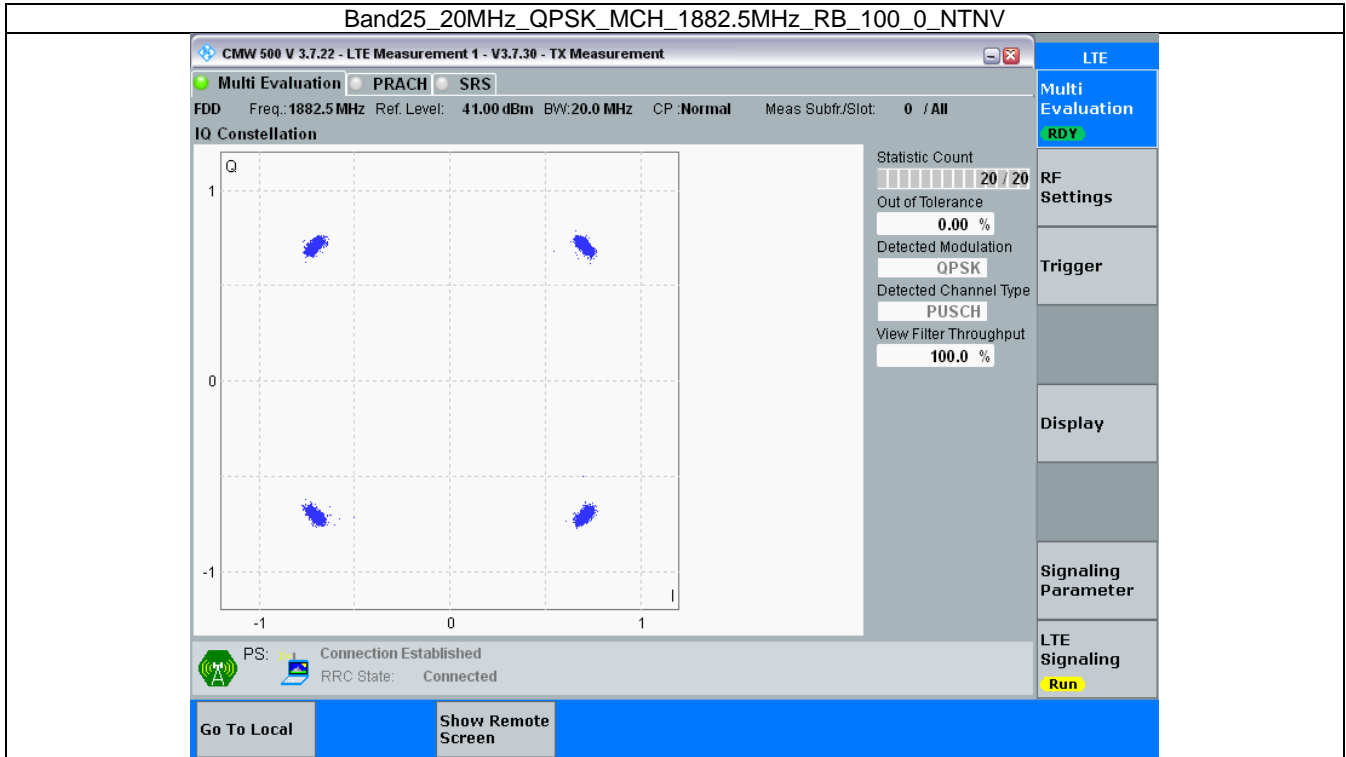 Band25_20MHz_QPSK_MCH_1882.5MHz_RB_100_0_NTNV
CMW 500 V 3.7.22 - LTE Measurement 1 - V3.7.30 - TX Measurement
LTE
Multi Evaluation PRACH SRS
FDD Freq.: 1882.5 MHz Ref. Level: 41.00 dBm BW: 20.0 MHz CP : Normal Meas Subfr./Slot: 0 / All
IQ Constellation
Q
1
0
-1
I
-1 0 1
Statistic Count
20 / 20
Out of Tolerance
0.00 %
Detected Modulation
QPSK
Detected Channel Type
PUSCH
View Filter Throughput
100.0 %
Multi
Evaluation
RDY
RF
Settings
Trigger
Display
Signaling
Parameter
LTE
Signaling
Run
PS: Connection Established
RRC State: Connected
Go To Local
Show Remote
Screen